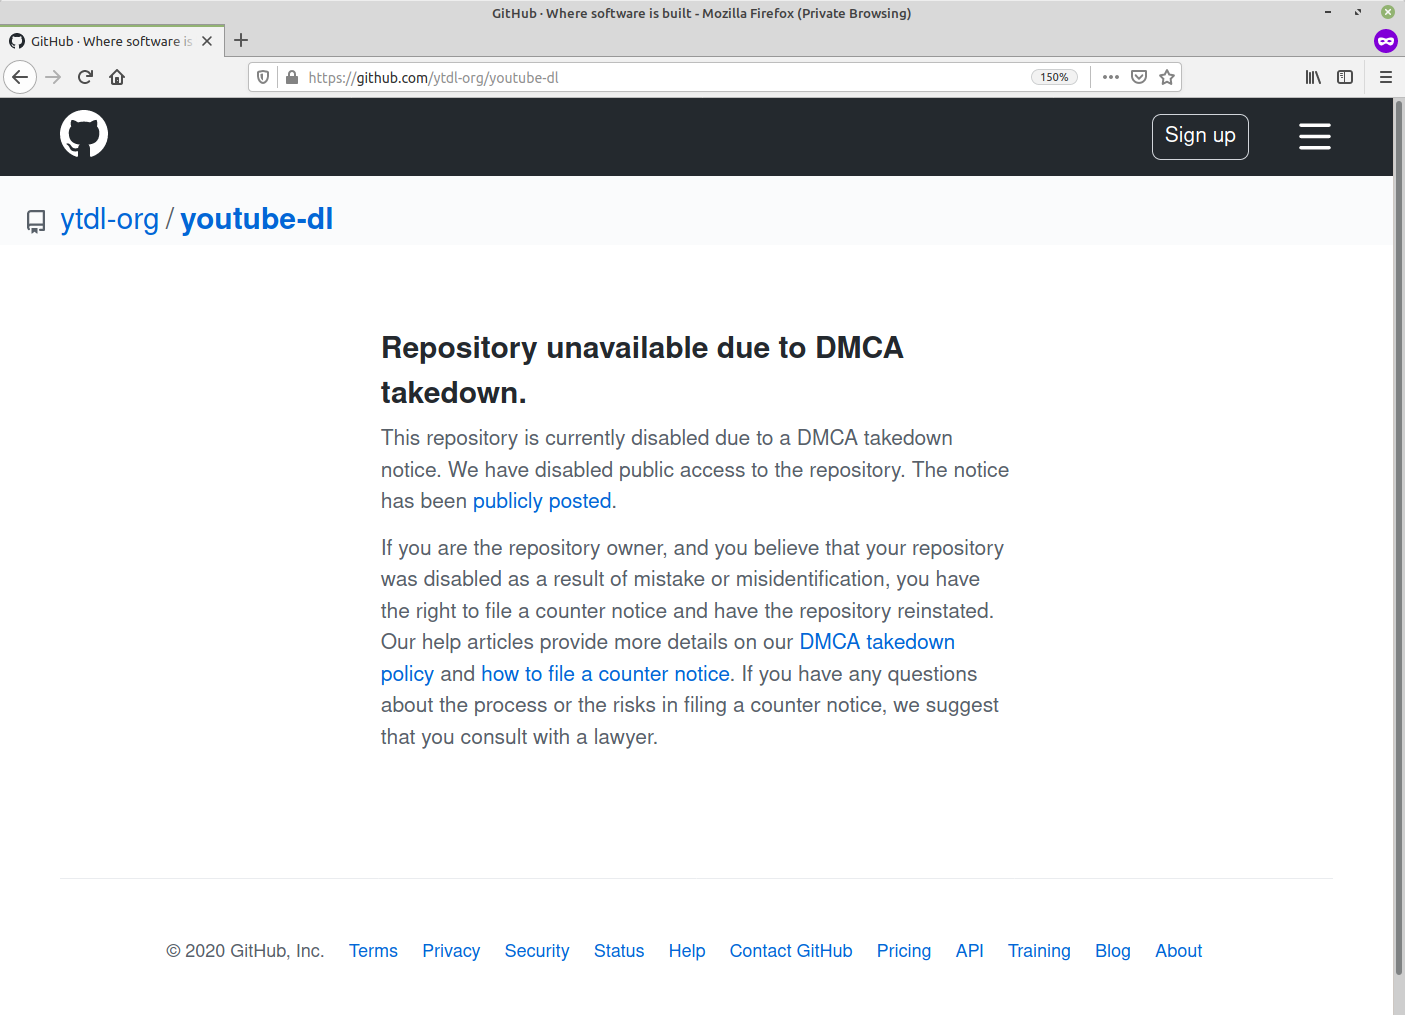 GitHub · Where software is built - Mozilla Firefox (Private Browsing)
GitHub · Where software is
https://github.com/ytdl-org/youtube-dl
150%
Sign up
ytdl-org / youtube-dl
Repository unavailable due to DMCA
takedown.
This repository is currently disabled due to a DMCA takedown
notice. We have disabled public access to the repository. The notice
has been publicly posted.
If you are the repository owner, and you believe that your repository
was disabled as a result of mistake or misidentification, you have
the right to file a counter notice and have the repository reinstated.
Our help articles provide more details on our DMCA takedown
policy and how to file a counter notice. If you have any questions
about the process or the risks in filing a counter notice, we suggest
that you consult with a lawyer.
© 2020 GitHub, Inc. Terms Privacy Security Status Help Contact GitHub Pricing API Training Blog About